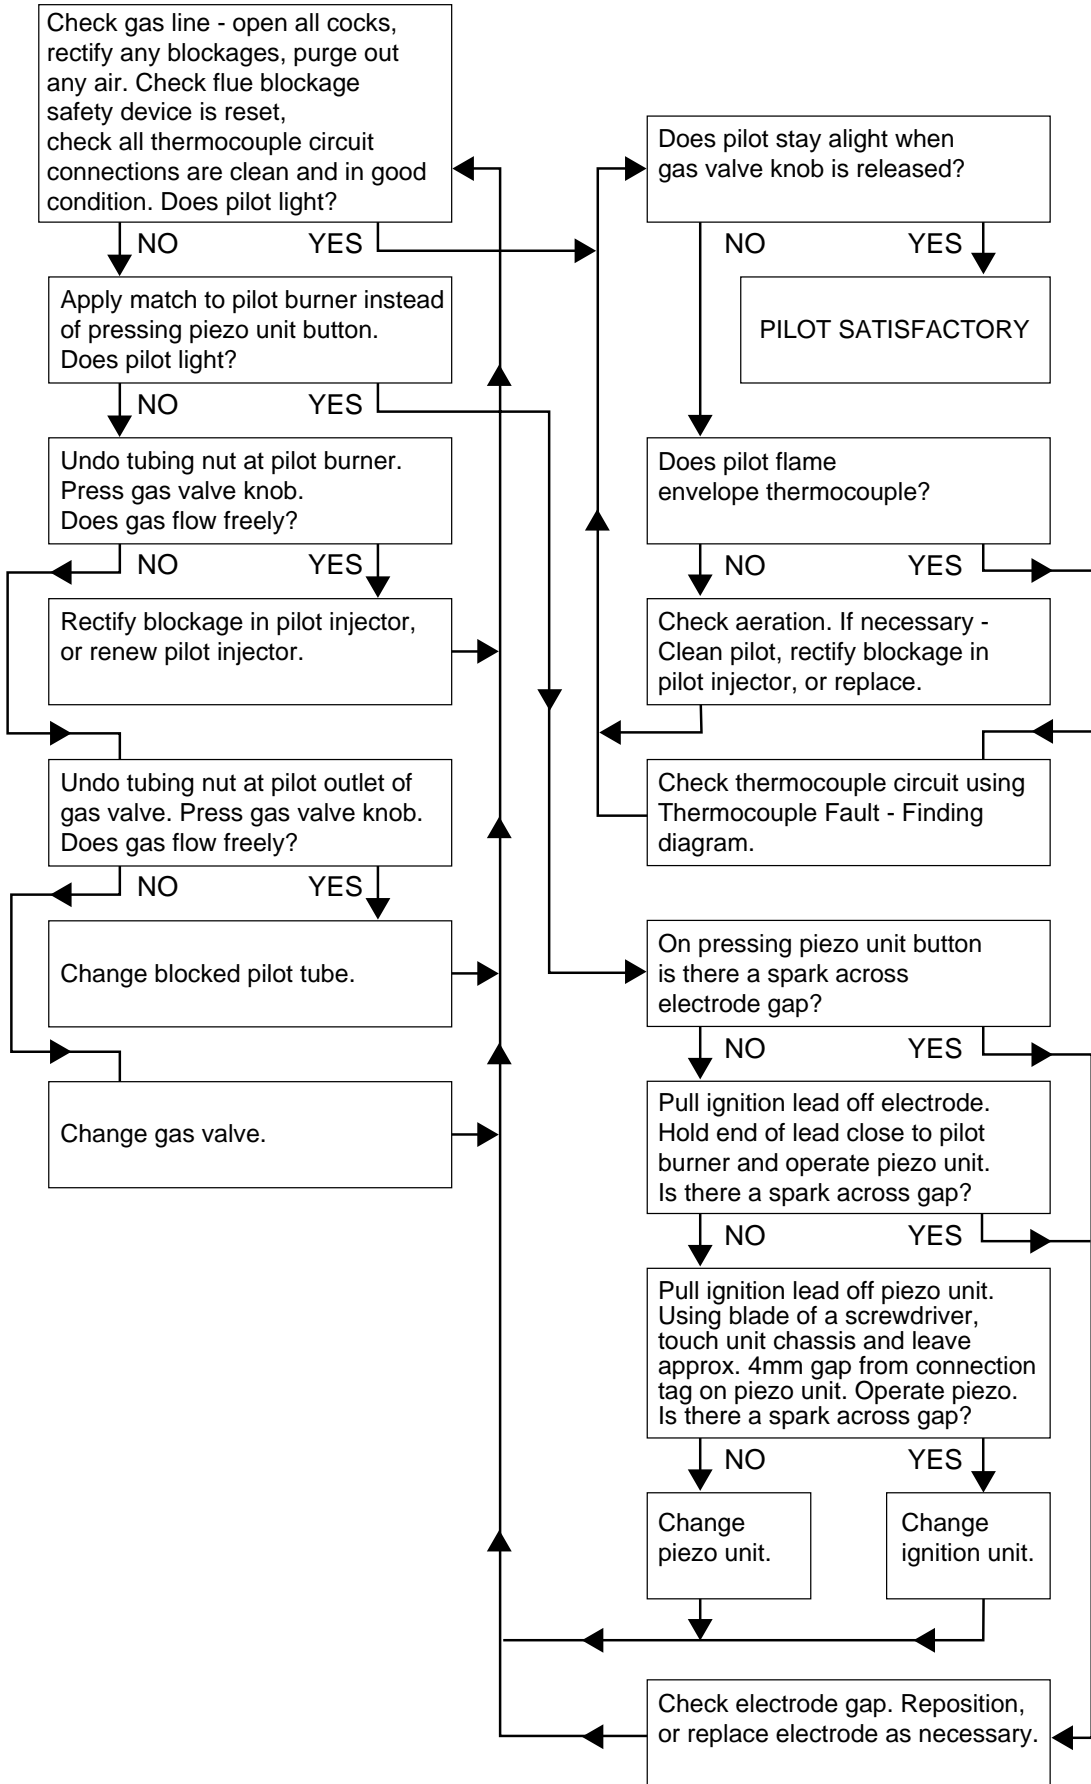 Check gas line - open all cocks,
rectify any blockages, purge out
any air. Check flue blockage
safety device is reset,
check all thermocouple circuit
connections are clean and in good
condition. Does pilot light?
NO
YES
Apply match to pilot burner instead
of pressing piezo unit button.
Does pilot light?
NO
YES
Undo tubing nut at pilot burner.
Press gas valve knob.
Does gas flow freely?
NO
YES
Rectify blockage in pilot injector,
or renew pilot injector.
Undo tubing nut at pilot outlet of
gas valve. Press gas valve knob.
Does gas flow freely?
NO
YES
Change blocked pilot tube.
Change gas valve.
Does pilot stay alight when
gas valve knob is released?
NO
YES
PILOT SATISFACTORY
Does pilot flame
envelope thermocouple?
NO
YES
Check aeration. If necessary -
Clean pilot, rectify blockage in
pilot injector, or replace.
Check thermocouple circuit using
Thermocouple Fault - Finding
diagram.
On pressing piezo unit button
is there a spark across
electrode gap?
NO
YES
Pull ignition lead off electrode.
Hold end of lead close to pilot
burner and operate piezo unit.
Is there a spark across gap?
NO
YES
Pull ignition lead off piezo unit.
Using blade of a screwdriver,
touch unit chassis and leave
approx. 4mm gap from connection
tag on piezo unit. Operate piezo.
Is there a spark across gap?
NO
YES
Change
piezo unit.
Change
ignition unit.
Check electrode gap. Reposition,
or replace electrode as necessary.